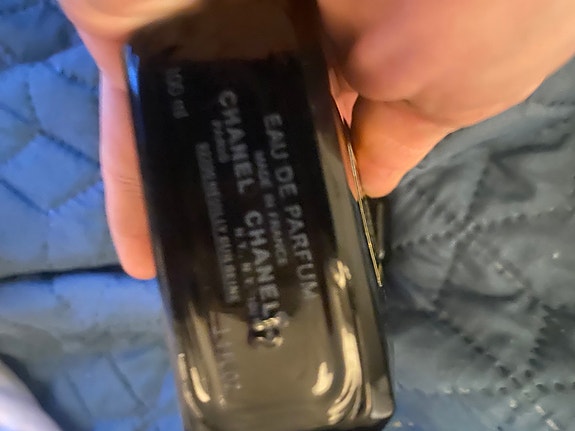 EAU DE PARFUM
MADE IN FRANCE
CHANEL CHANEL
PARIS N.Y., N.Y.
100 ml